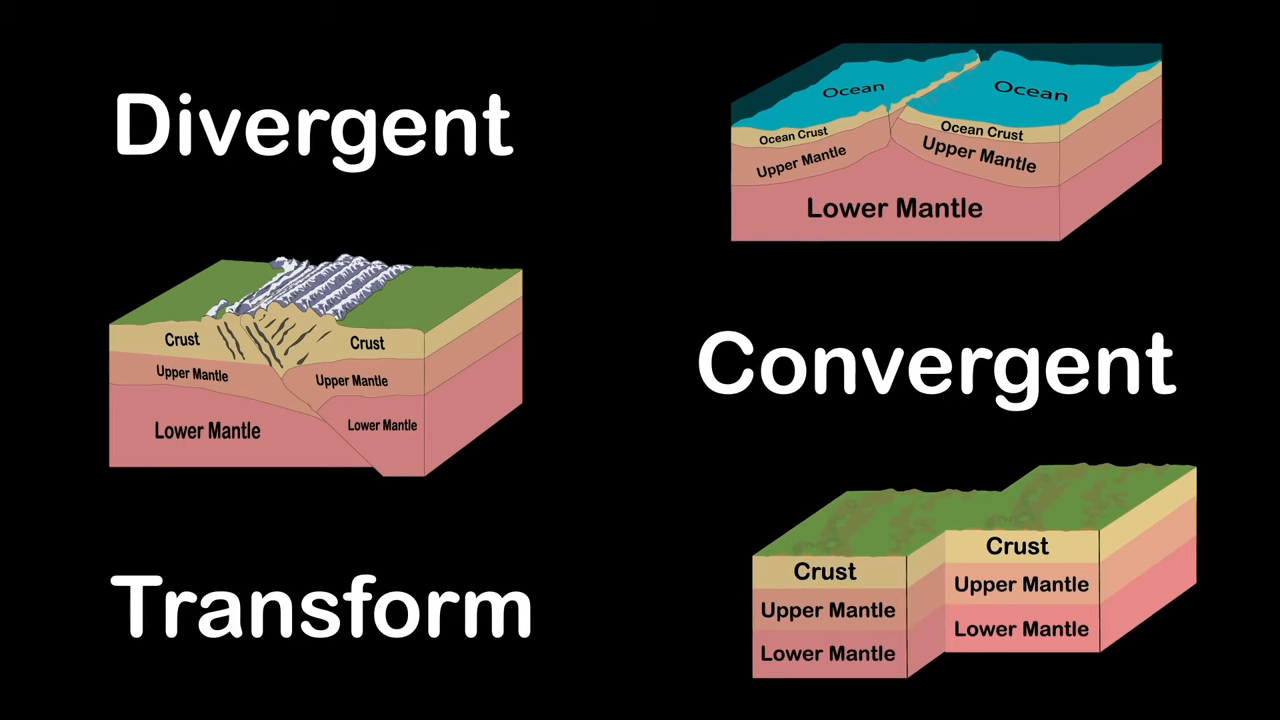 Divergent
Ocean
Ocean
Ocean Crust
Ocean Crust
Upper Mantle
Upper Mantle
Lower Mantle
Crust
Crust
Upper Mantle
Upper Mantle
Lower Mantle
Lower Mantle
Convergent
Transform
Crust
Crust
Upper Mantle
Upper Mantle
Lower Mantle
Lower Mantle